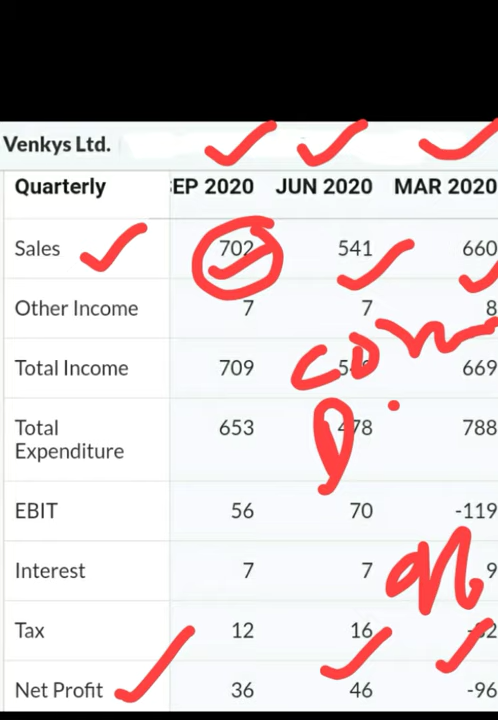 Venkys Ltd.
Quarterly EP 2020 JUN 2020 MAR 2020
Sales 702 541 660
Other Income 7 7 8
Total Income 709 669
Total Expenditure 653 788
EBIT 56 70 -119
Interest 7 7 9
Tax 12 16
Net Profit 36 46 -96